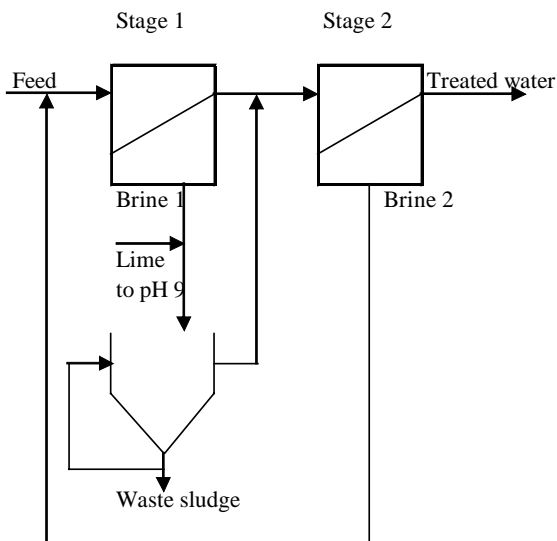 Stage 1
Stage 2
Feed
Treated water
Brine 1
Brine 2
Lime
to pH 9
Waste sludge